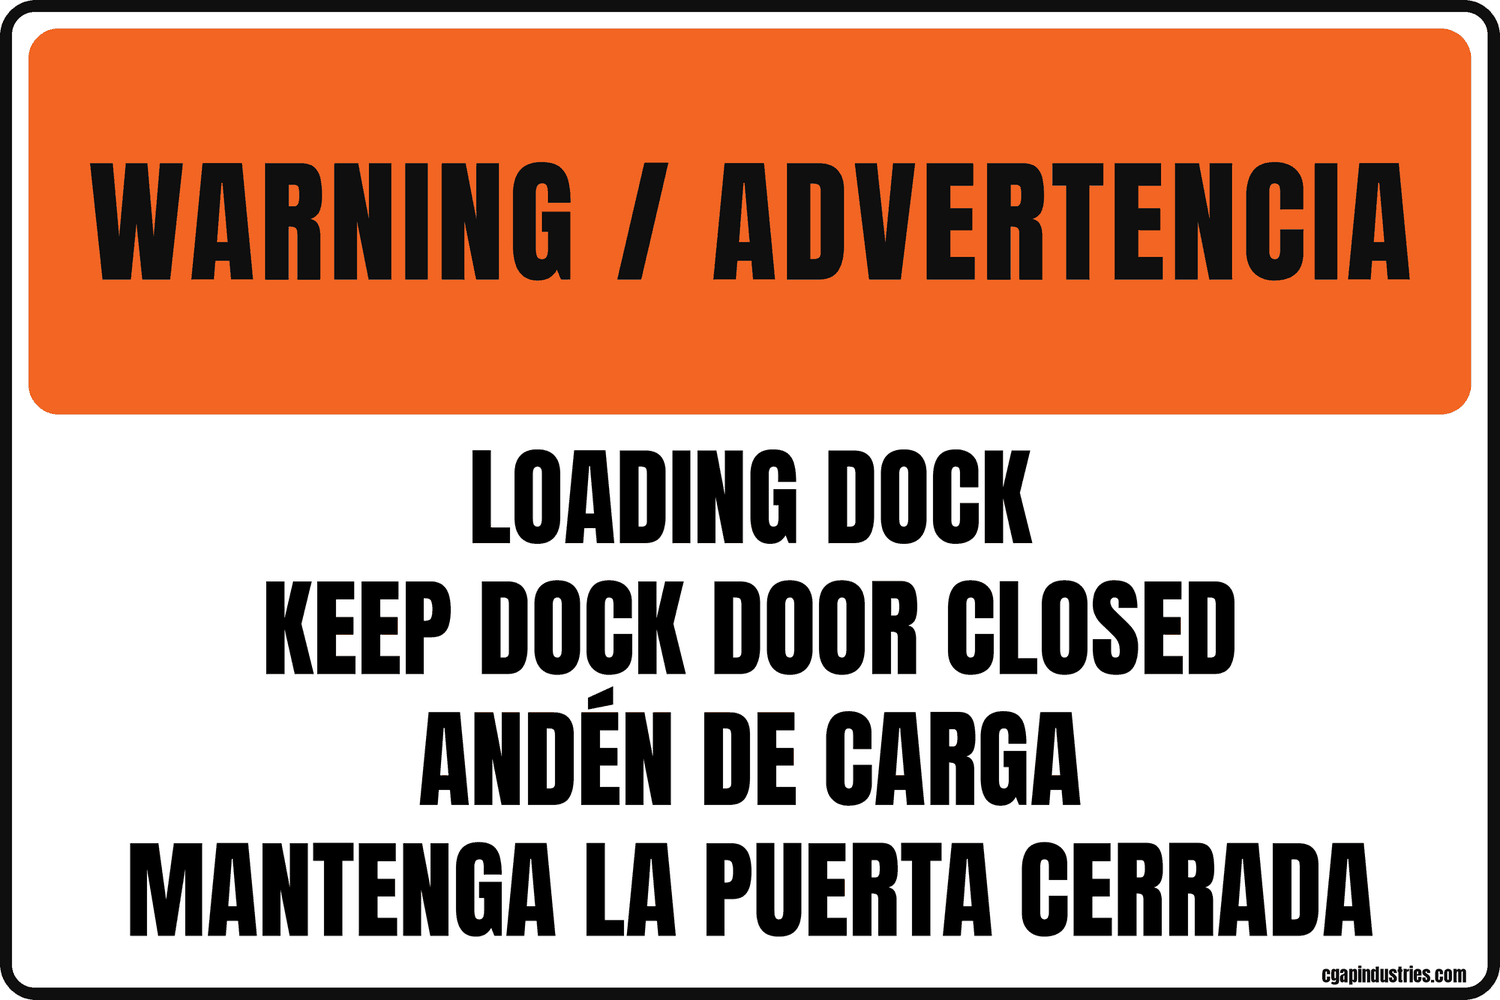 WARNING / ADVERTENCIA
LOADING DOCK
KEEP DOCK DOOR CLOSED
ANDÉN DE CARGA
MANTENGA LA PUERTA CERRADA
cgapindustries.com